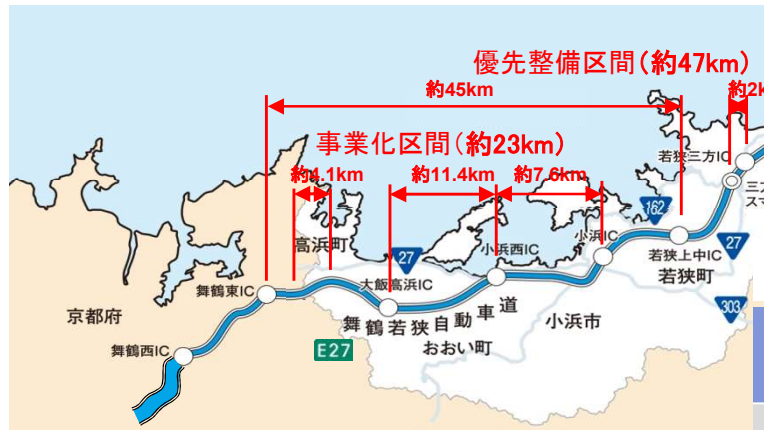 優先整備区間(約47km)
約45km
約2k
事業化区間(約23km)
約4.1km
約11.4km
約7.6km
若狭三方IC
三方
スマ
162
高浜町
27
小浜西IC
小浜IC
若狭上中IC
27
若狭町
大飯高浜IC
舞鶴東IC
303
京都府
舞鶴若狭自動車道
小浜市
E27
おおい町
舞鶴西IC